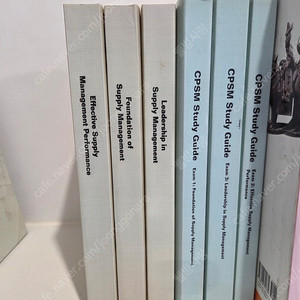 Effective Supply
Management Performance
Foundation of
Supply Management
Leadership in
Supply Management
CPSM Study Guide
Exam 1: Foundation of Supply Management
CPSM Study Guide
Exam 3: Leadership in Supply Management
CPSM Study Guide
Exam 2: Effective Supply Management
Performance